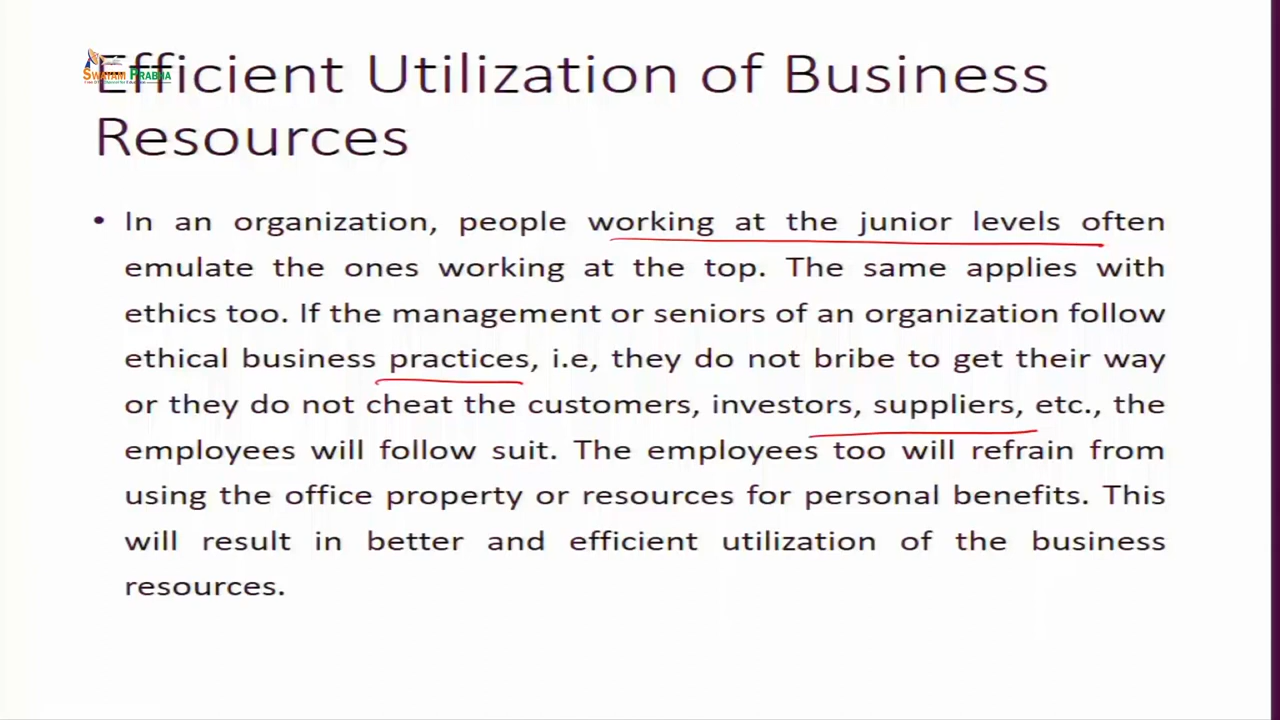 SWAYAM PRABHA
Efficient Utilization of Business
Resources
• In an organization, people working at the junior levels often
emulate the ones working at the top. The same applies with
ethics too. If the management or seniors of an organization follow
ethical business practices, i.e, they do not bribe to get their way
or they do not cheat the customers, investors, suppliers, etc., the
employees will follow suit. The employees too will refrain from
using the office property or resources for personal benefits. This
will result in better and efficient utilization of the business
resources.